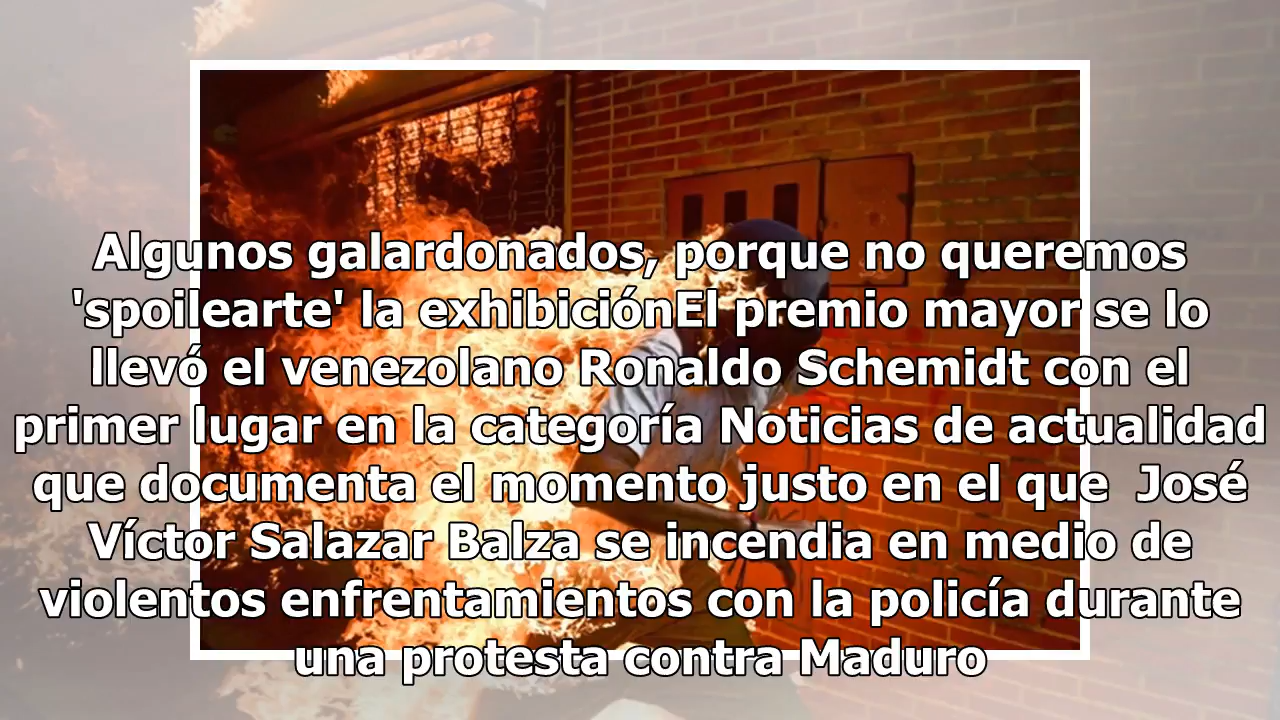 Algunos galardonados, porque no queremos
'spoilearte' la exhibiciónEl premio mayor se lo
llevó el venezolano Ronaldo Schemidt con el
primer lugar en la categoría Noticias de actualidad
que documenta el momento justo en el que  José
Víctor Salazar Balza se incendia en medio de
violentos enfrentamientos con la policía durante
una protesta contra Maduro